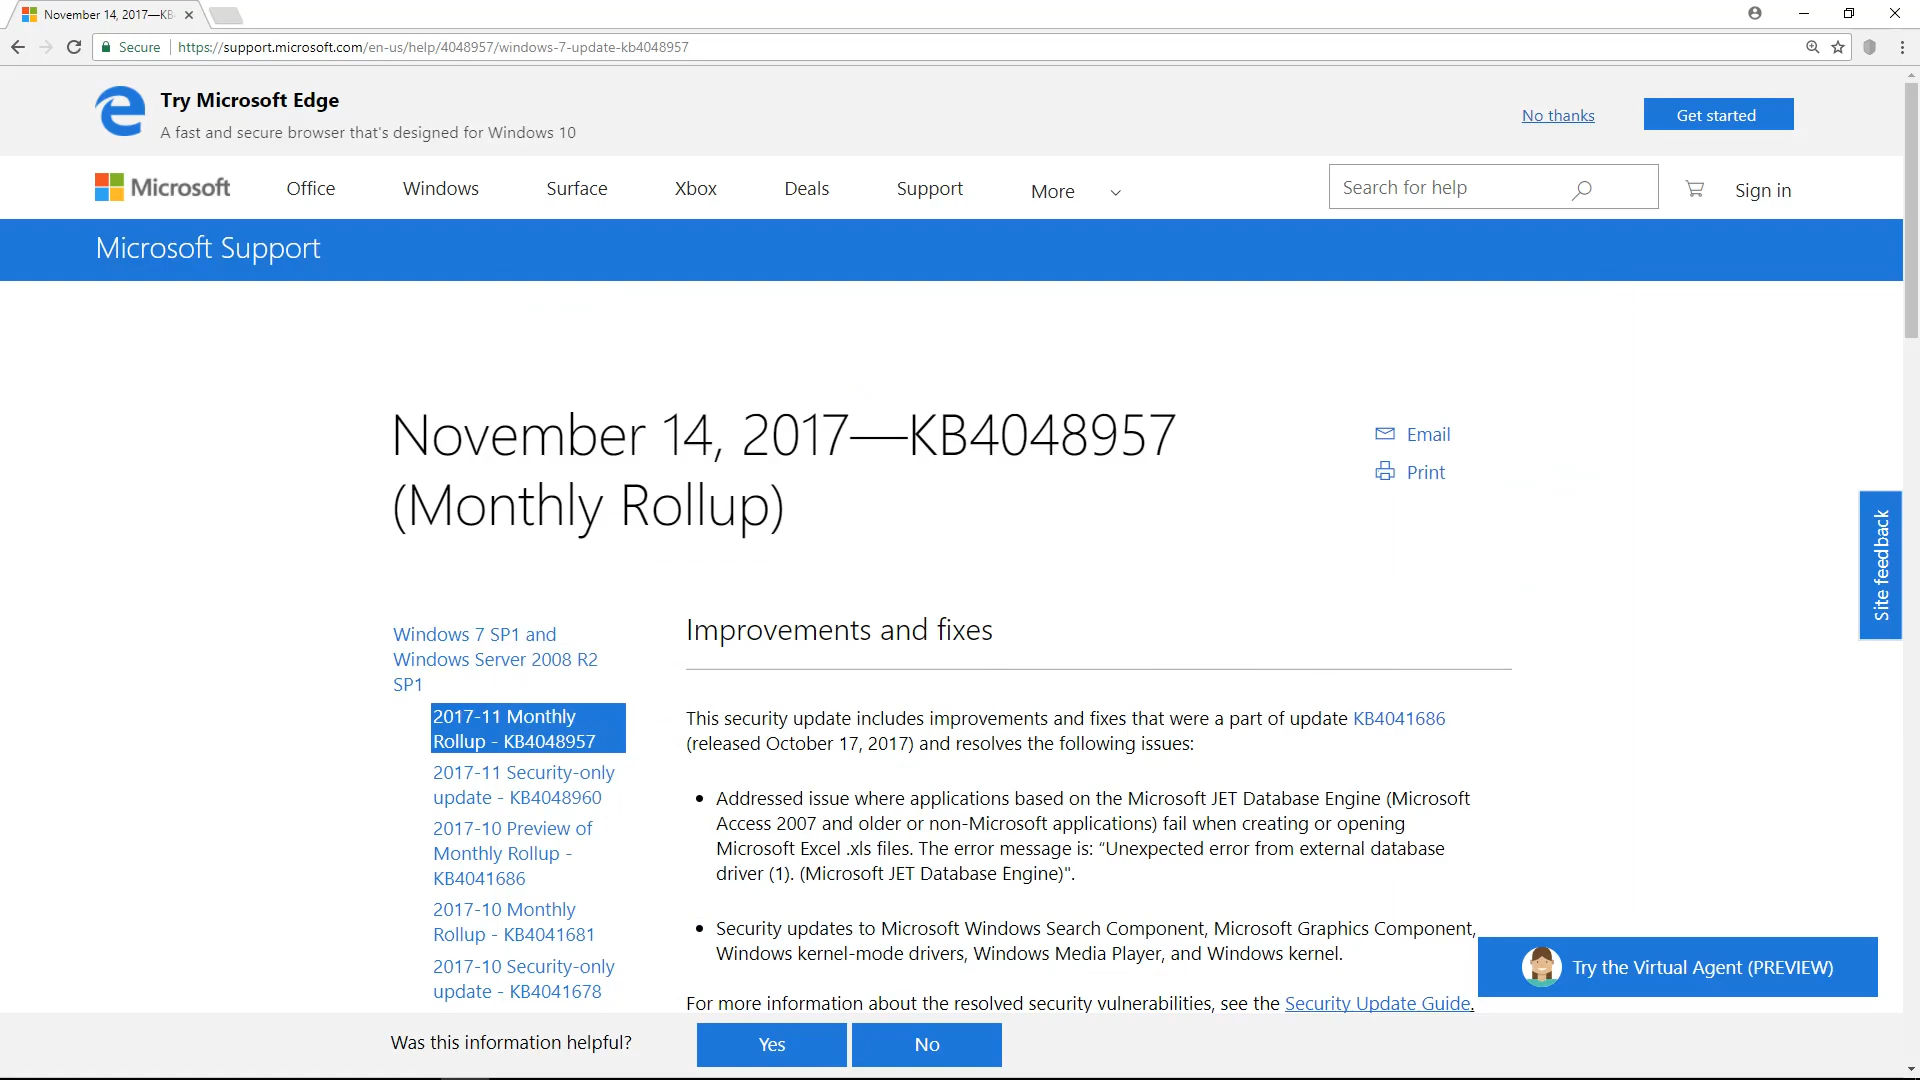 November 14, 2017—KB
Secure
https://support.microsoft.com/en-us/help/4048957/windows-7-update-kb4048957
Try Microsoft Edge
A fast and secure browser that's designed for Windows 10
No thanks
Get started
Microsoft
Office
Windows
Surface
Xbox
Deals
Support
More
Search for help
Sign in
Microsoft Support
November 14, 2017—KB4048957
(Monthly Rollup)
Email
Print
Site feedback
Windows 7 SP1 and
Windows Server 2008 R2
SP1
2017-11 Monthly
Rollup - KB4048957
2017-11 Security-only
update - KB4048960
2017-10 Preview of
Monthly Rollup -
KB4041686
2017-10 Monthly
Rollup - KB4041681
2017-10 Security-only
update - KB4041678
Improvements and fixes
This security update includes improvements and fixes that were a part of update KB4041686
(released October 17, 2017) and resolves the following issues:
Addressed issue where applications based on the Microsoft JET Database Engine (Microsoft
Access 2007 and older or non-Microsoft applications) fail when creating or opening
Microsoft Excel .xls files. The error message is: “Unexpected error from external database
driver (1). (Microsoft JET Database Engine)".
Security updates to Microsoft Windows Search Component, Microsoft Graphics Component,
Windows kernel-mode drivers, Windows Media Player, and Windows kernel.
For more information about the resolved security vulnerabilities, see the Security Update Guide.
Try the Virtual Agent (PREVIEW)
Was this information helpful?
Yes
No